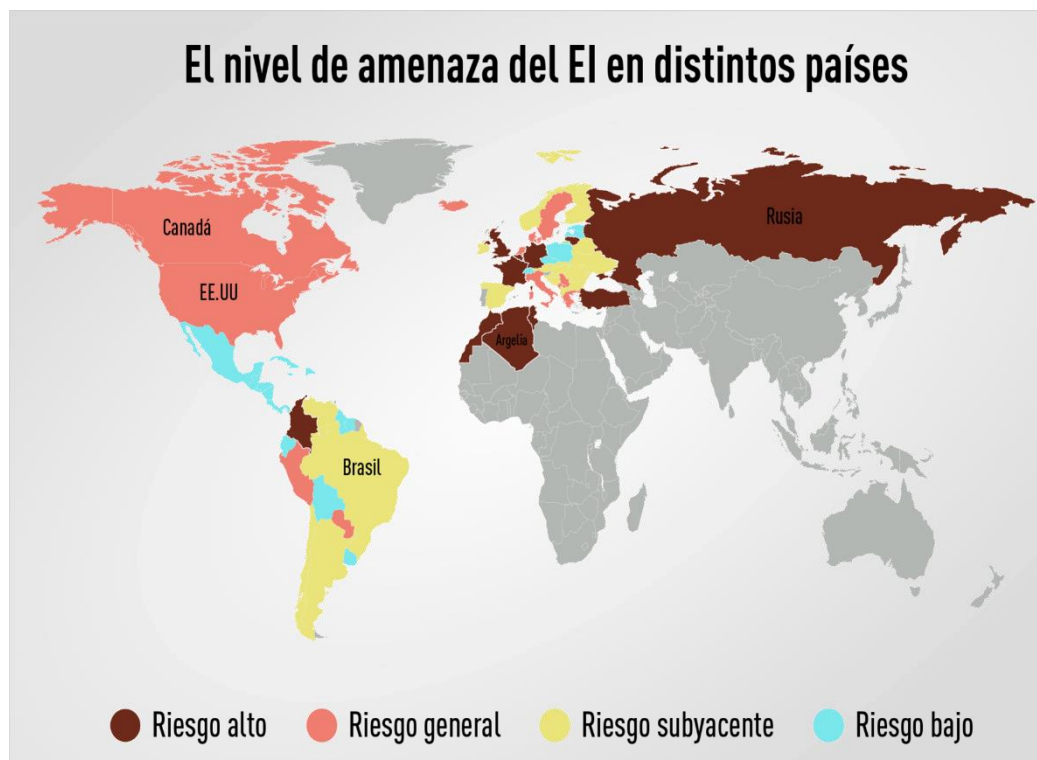 El nivel de amenaza del EI en distintos países
Canadá
Rusia
EE.UU
Argelia
Brasil
Riesgo alto
Riesgo general
Riesgo subyacente
Riesgo bajo